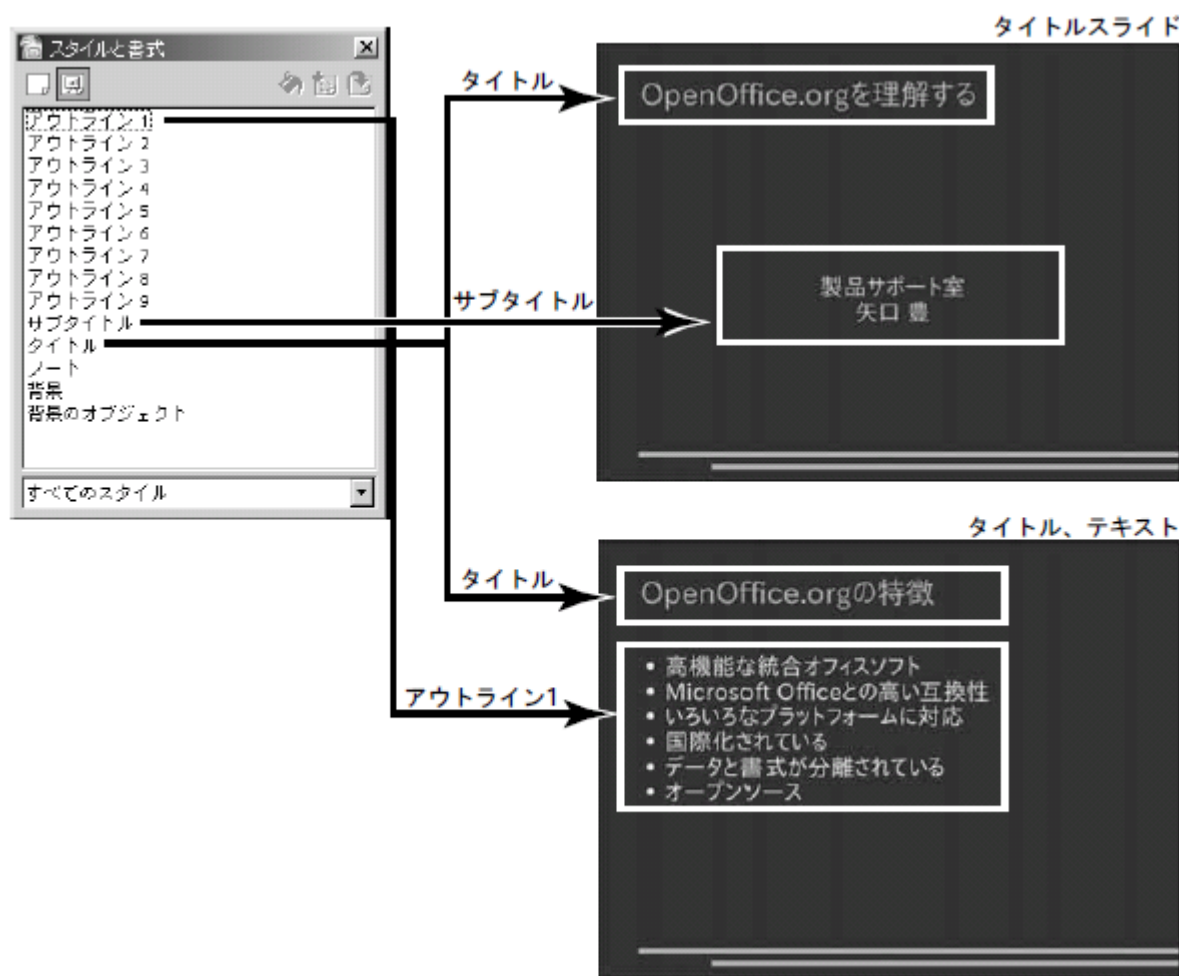 スタイルと書式
アウトライン 1
アウトライン 2
アウトライン 3
アウトライン 4
アウトライン 5
アウトライン 6
アウトライン 7
アウトライン 8
アウトライン 9
サブタイトル
タイトル
ノート
背景
背景のオブジェクト
すべてのスタイル
タイトルスライド
タイトル
OpenOffice.orgを理解する
サブタイトル
製品サポート室
矢口 豊
タイトル、テキスト
タイトル
OpenOffice.orgの特徴
アウトライン1
• 高機能な統合オフィスソフト
• Microsoft Officeとの高い互換性
• いろいろなプラットフォームに対応
• 国際化されている
• データと書式が分離されている
• オープンソース